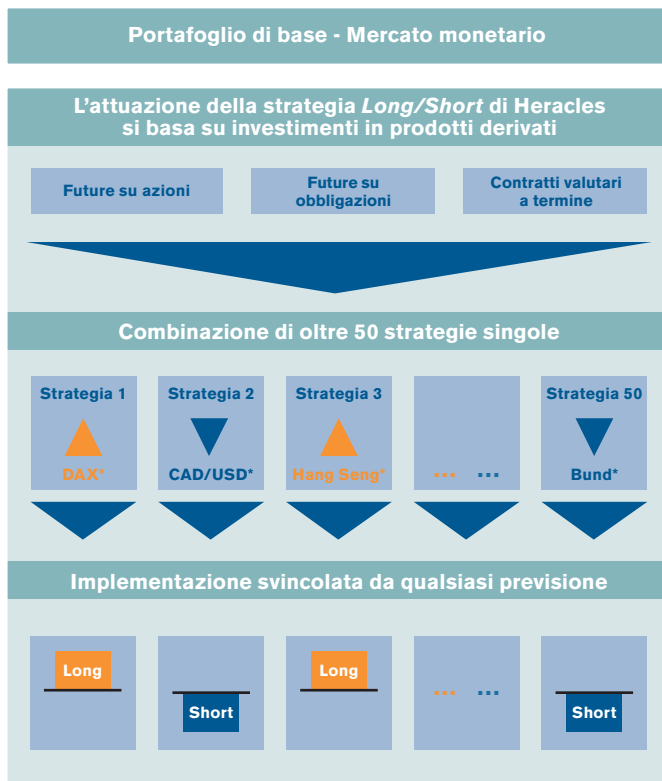 Portafoglio di base - Mercato monetario
L'attuazione della strategia Long/Short di Heracles
si basa su investimenti in prodotti derivati
Future su azioni
Future su
obbligazioni
Contratti valutari
a termine
Combinazione di oltre 50 strategie singole
Strategia 1
Strategia 2
Strategia 3
Strategia 50
DAX*
CAD/USD*
Hang Seng*
... ...
Bund*
Implementazione svincolata da qualsiasi previsione
Long
Short
Long
... ...
Short